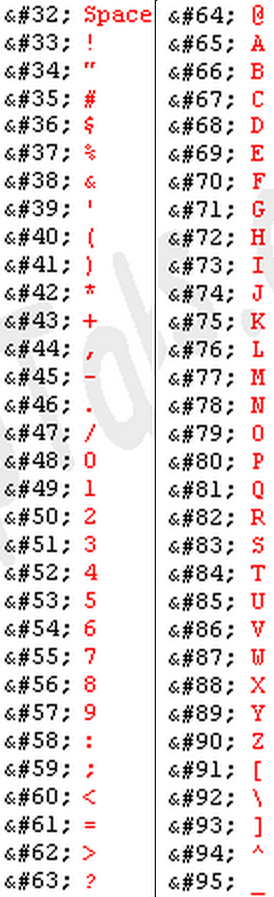 &#32; Space
&#33; !
&#34; "
&#35; #
&#36; $
&#37; %
&#38; &
&#39; '
&#40; (
&#41; )
&#42; *
&#43; +
&#44; ,
&#45; -
&#46; .
&#47; /
&#48; 0
&#49; 1
&#50; 2
&#51; 3
&#52; 4
&#53; 5
&#54; 6
&#55; 7
&#56; 8
&#57; 9
&#58; :
&#59; ;
&#60; <
&#61; =
&#62; >
&#63; ?
&#64; @
&#65; A
&#66; B
&#67; C
&#68; D
&#69; E
&#70; F
&#71; G
&#72; H
&#73; I
&#74; J
&#75; K
&#76; L
&#77; M
&#78; N
&#79; O
&#80; P
&#81; Q
&#82; R
&#83; S
&#84; T
&#85; U
&#86; V
&#87; W
&#88; X
&#89; Y
&#90; Z
&#91; [
&#92; \
&#93; ]
&#94; ^
&#95; _